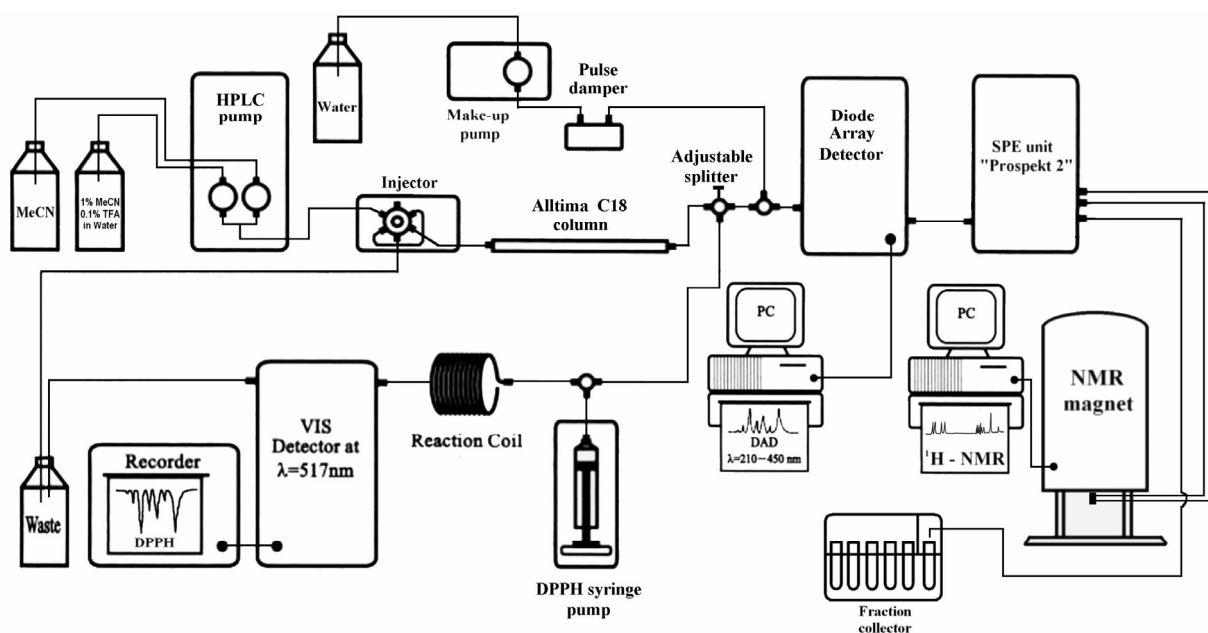 Water
Make-up
pump
Pulse
damper
HPLC
pump
MeCN
1% MeCN
0.1% TFA
in Water
Injector
Alltima C18
column
Adjustable
splitter
Diode
Array
Detector
SPE unit
"Prospekt 2"
PC
DAD
λ=210-450 nm
PC
¹H - NMR
NMR
magnet
Waste
Recorder
DPPH
VIS
Detector at
λ=517nm
Reaction Coil
DPPH syringe
pump
Fraction
collector